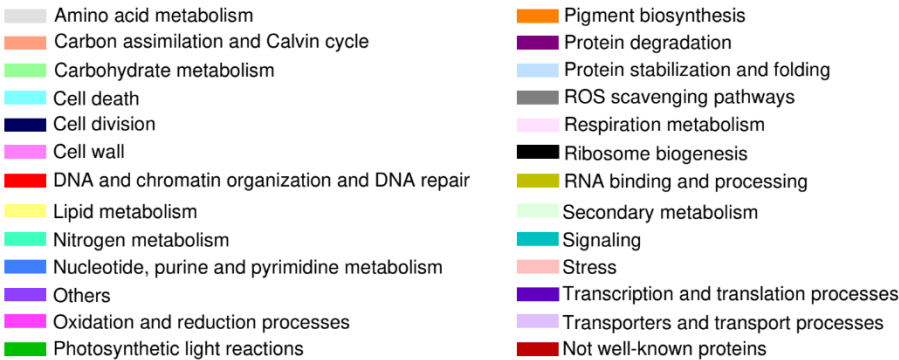 Amino acid metabolism
Carbon assimilation and Calvin cycle
Carbohydrate metabolism
Cell death
Cell division
Cell wall
DNA and chromatin organization and DNA repair
Lipid metabolism
Nitrogen metabolism
Nucleotide, purine and pyrimidine metabolism
Others
Oxidation and reduction processes
Photosynthetic light reactions
Pigment biosynthesis
Protein degradation
Protein stabilization and folding
ROS scavenging pathways
Respiration metabolism
Ribosome biogenesis
RNA binding and processing
Secondary metabolism
Signaling
Stress
Transcription and translation processes
Transporters and transport processes
Not well-known proteins